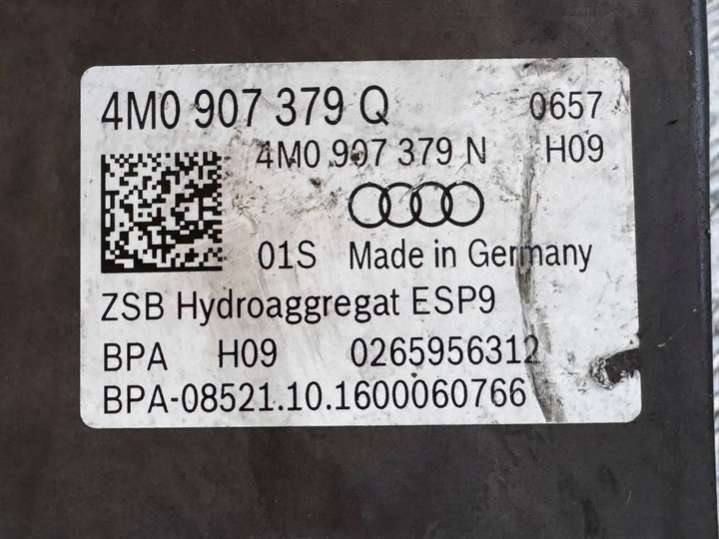 4M0 907 379 Q 0657
4M0 907 379 N H09
01S Made in Germany
ZSB Hydroaggregat ESP9
BPA H09 0265956312
BPA-08521.10.1600060766